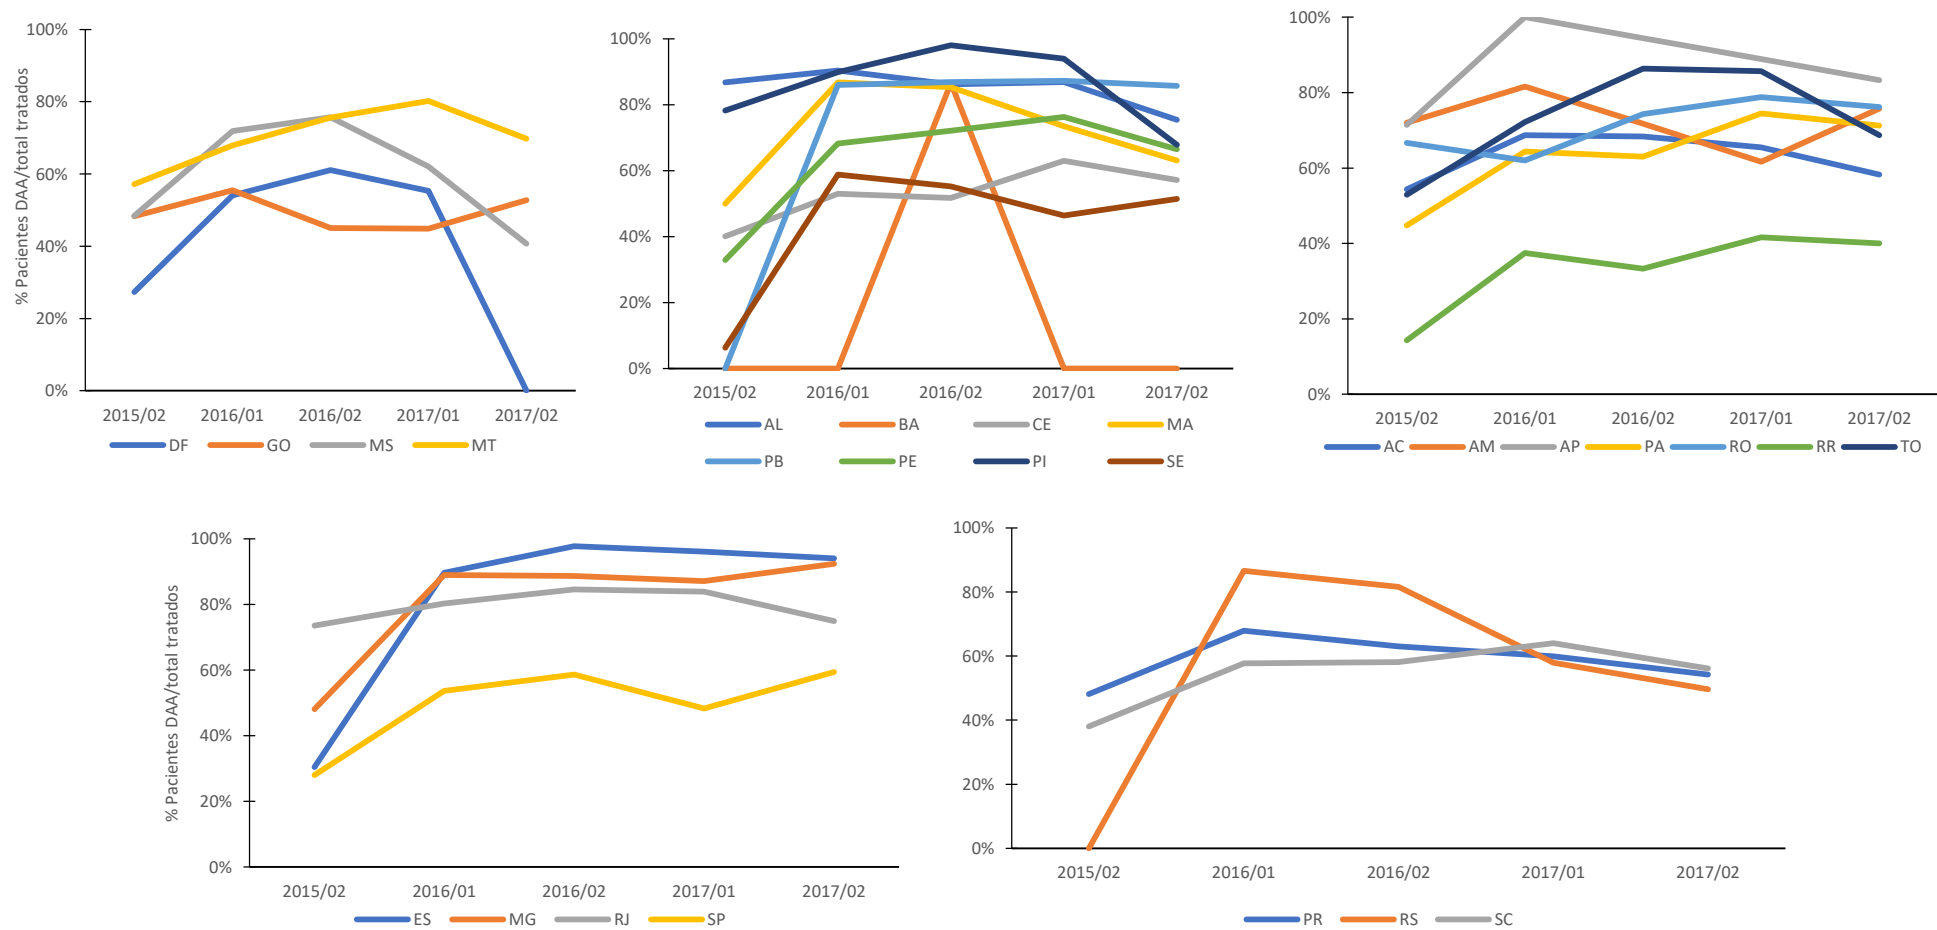 % Pacientes DAA/total tratados
100%
80%
60%
40%
20%
0%
2015/02 2016/01 2016/02 2017/01 2017/02
DF GO MS MT
100%
80%
60%
40%
20%
0%
2015/02 2016/01 2016/02 2017/01 2017/02
AL BA CE MA
PB PE PI SE
100%
80%
60%
40%
20%
0%
2015/02 2016/01 2016/02 2017/01 2017/02
AC AM AP PA RO RR TO
% Pacientes DAA/total tratados
100%
80%
60%
40%
20%
0%
2015/02 2016/01 2016/02 2017/01 2017/02
ES MG RJ SP
100%
80%
60%
40%
20%
0%
2015/02 2016/01 2016/02 2017/01 2017/02
PR RS SC